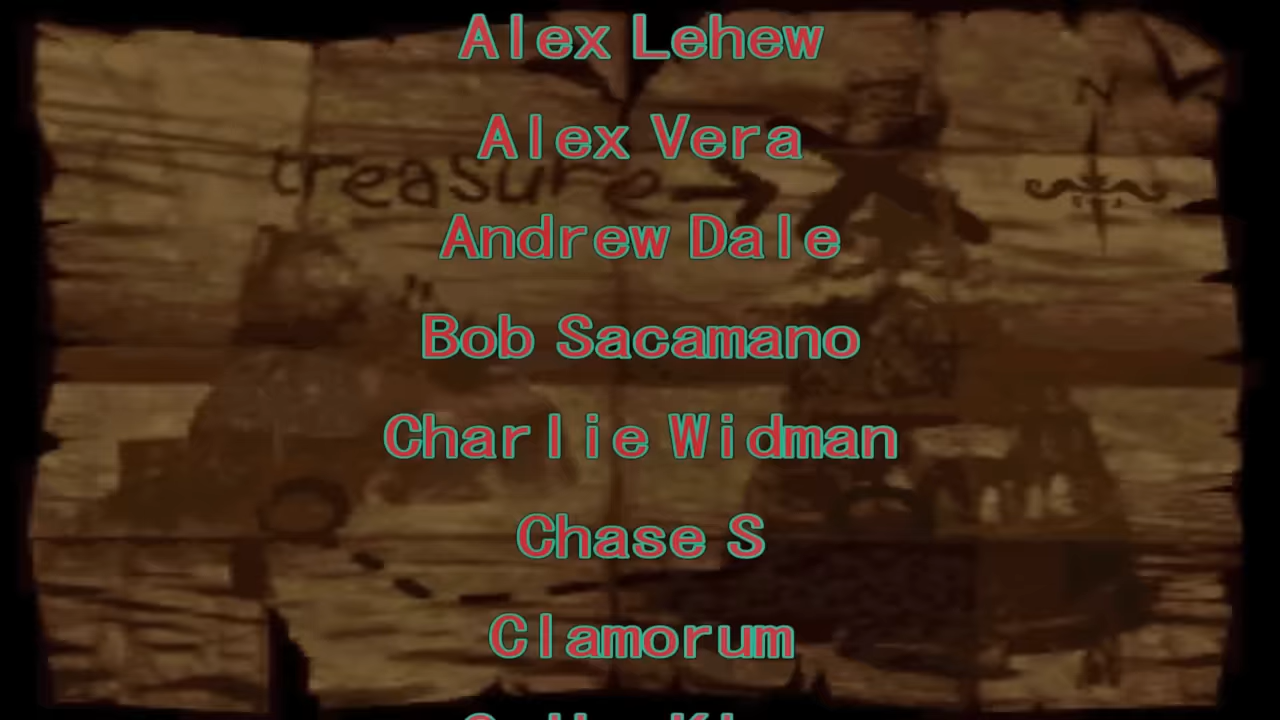 Alex Lehew
N
Alex Vera
treasure
Andrew Dale
Bob Sacamano
Charlie Widman
Chase S
Clamorum